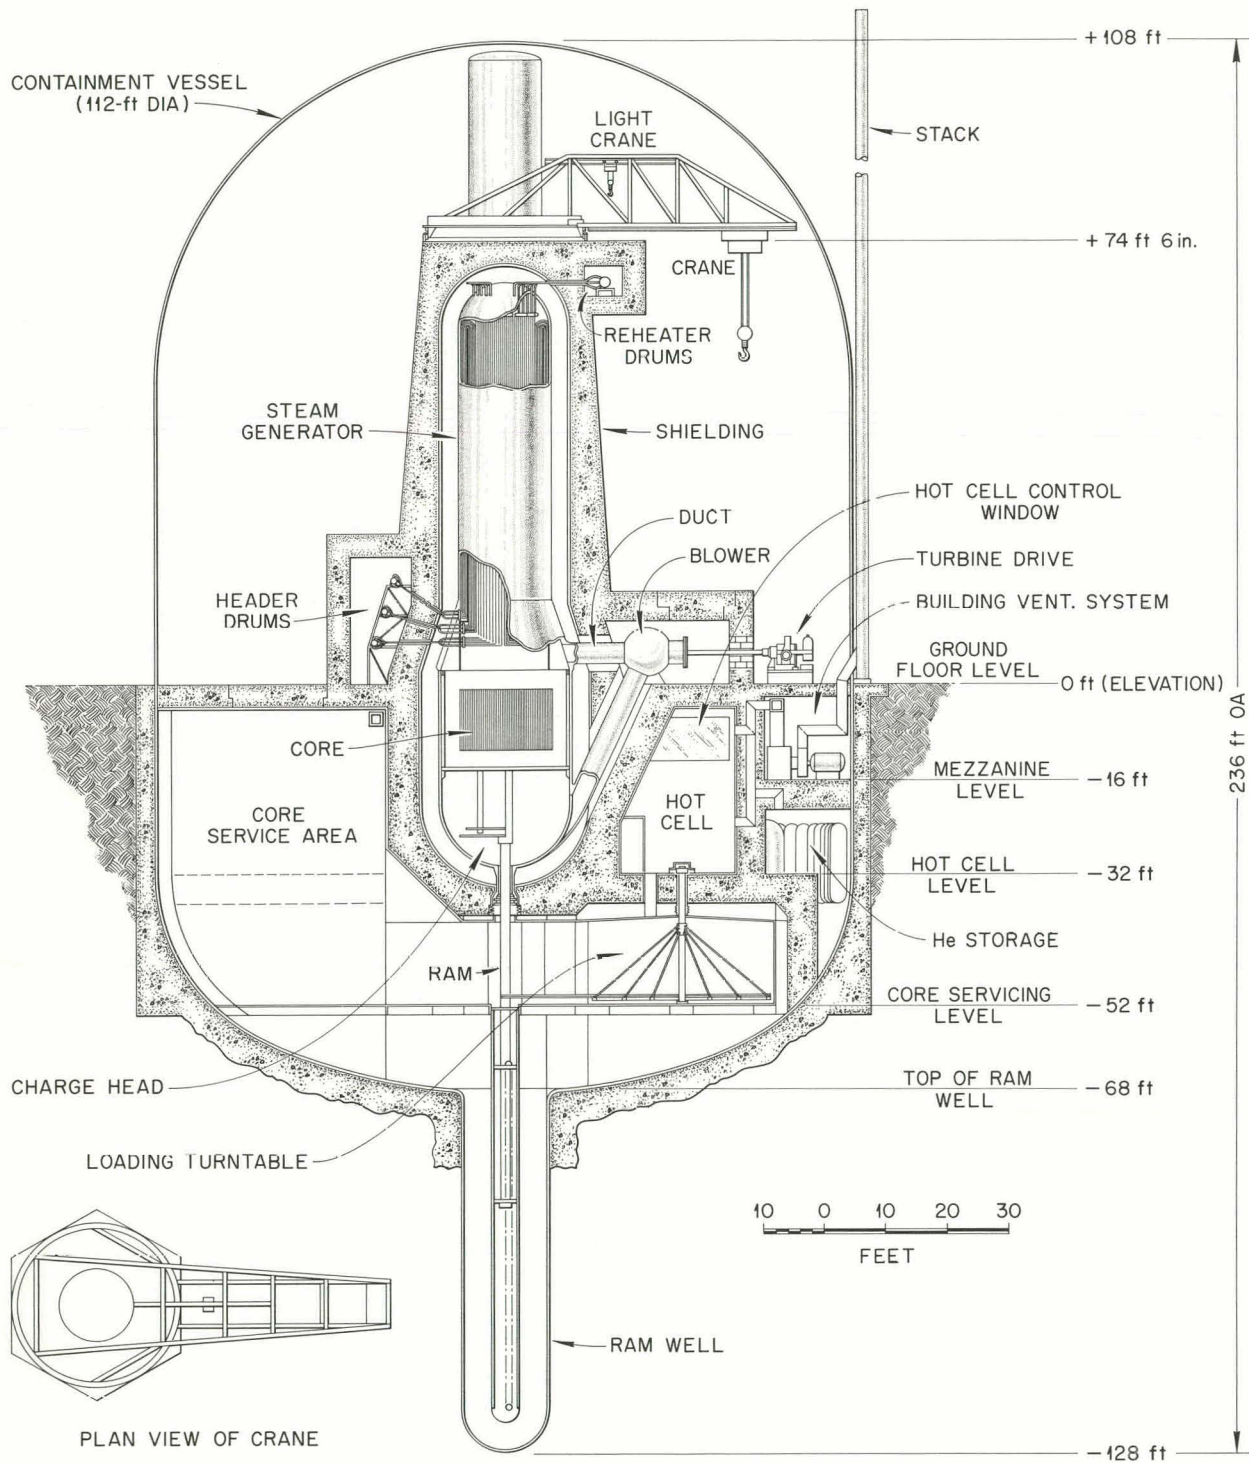 +108 ft
CONTAINMENT VESSEL
(112-ft DIA)
LIGHT
CRANE
STACK
+74 ft 6 in.
CRANE
REHEATER
DRUMS
STEAM
GENERATOR
SHIELDING
HOT CELL CONTROL
WINDOW
DUCT
BLOWER
TURBINE DRIVE
HEADER
DRUMS
BUILDING VENT. SYSTEM
GROUND
FLOOR LEVEL
0 ft (ELEVATION)
236 ft OA
CORE
MEZZANINE
LEVEL
-16 ft
CORE
SERVICE AREA
HOT
CELL
HOT CELL
LEVEL
-32 ft
He STORAGE
RAM
CORE SERVICING
LEVEL
-52 ft
CHARGE HEAD
TOP OF RAM
WELL
-68 ft
LOADING TURNTABLE
10 0 10 20 30
FEET
RAM WELL
PLAN VIEW OF CRANE
-128 ft